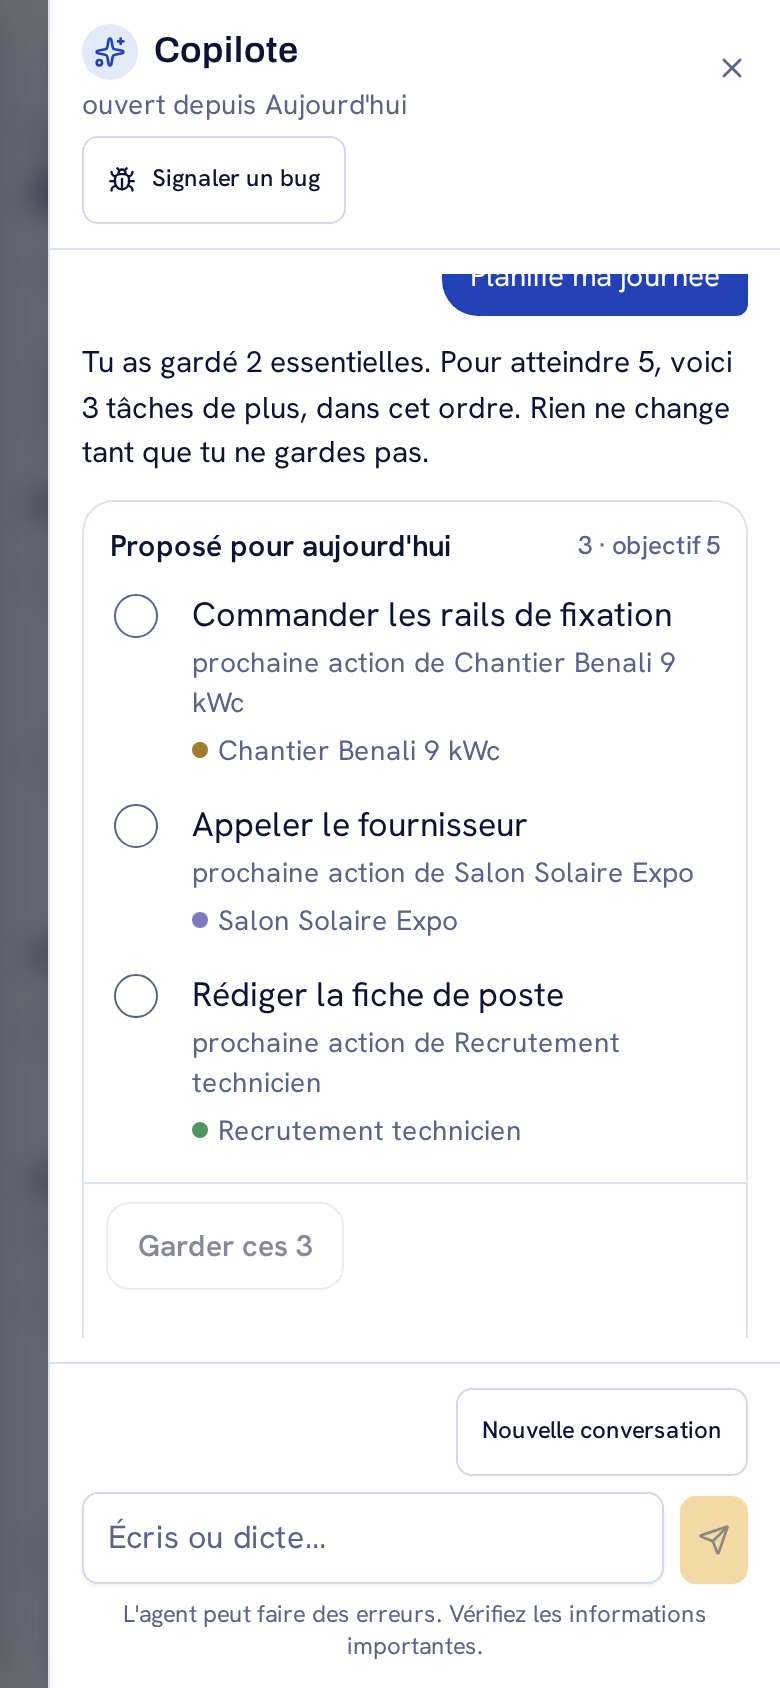 Copilote
ouvert depuis Aujourd'hui
Signaler un bug
Planifie ma journée
Tu as gardé 2 essentielles. Pour atteindre 5, voici
3 tâches de plus, dans cet ordre. Rien ne change
tant que tu ne gardes pas.
Proposé pour aujourd'hui
3 · objectif 5
Commander les rails de fixation
prochaine action de Chantier Benali 9
kWc
Chantier Benali 9 kWc
Appeler le fournisseur
prochaine action de Salon Solaire Expo
Salon Solaire Expo
Rédiger la fiche de poste
prochaine action de Recrutement
technicien
Recrutement technicien
Garder ces 3
Nouvelle conversation
Écris ou dicte...
L'agent peut faire des erreurs. Vérifiez les informations
importantes.